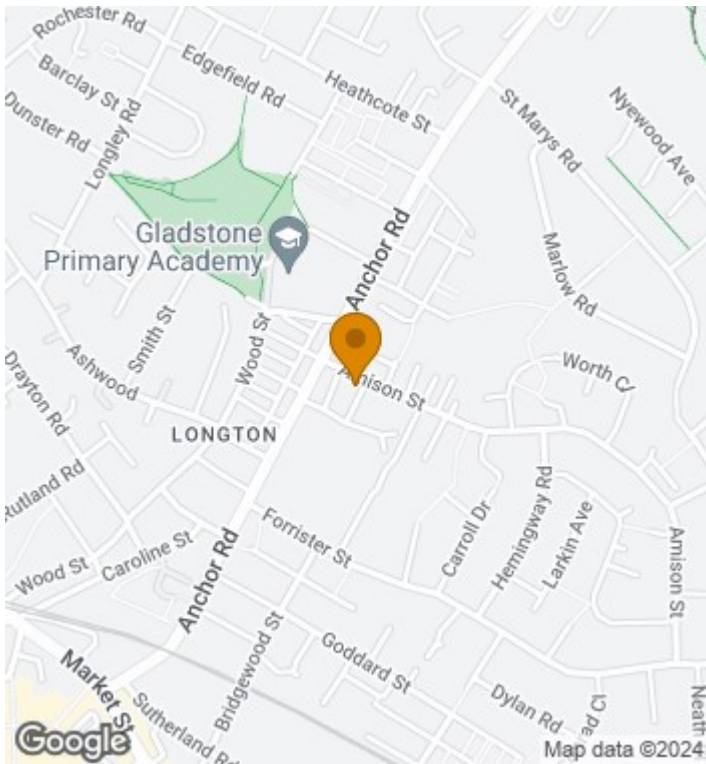 Rochester Rd
Edgefield Rd
Heathcote St
Barclay St
Dunster Rd
Longley Rd
St Marys Rd
Nyewood Ave
Anchor Rd
Gladstone
Primary Academy
Marlow Rd
Smith St
Wood St
Ashwood
Drayton Rd
Amison St
Worth Cl
LONGTON
Rutland Rd
Forrister St
Carroll Dr
Hemingway Rd
Larkin Ave
Amison St
Wood St
Caroline St
Anchor Rd
Bridgewood St
Goddard St
Market St
Sutherland Rd
Dylan Rd
Neath
Google
Map data ©2024